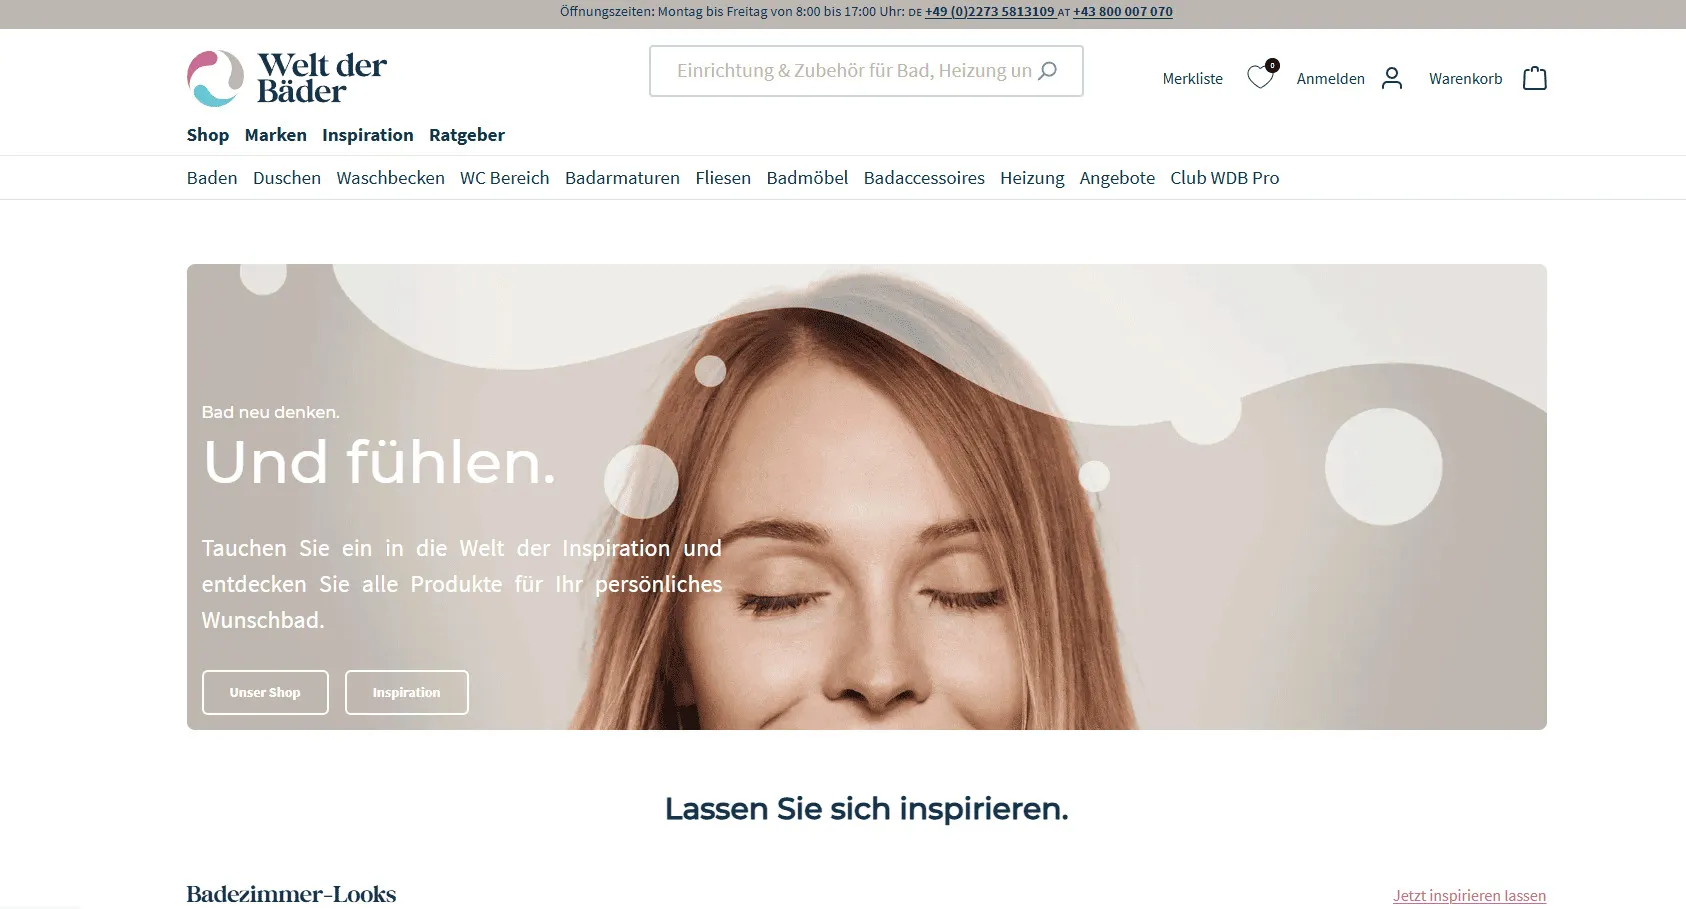 Öffnungszeiten: Montag bis Freitag von 8:00 bis 17:00 Uhr: DE +49 (0)2273 5813109 AT +43 800 007 070
Welt der
Bäder
Einrichtung & Zubehör für Bad, Heizung un
Merkliste 0 Anmelden Warenkorb
Shop Marken Inspiration Ratgeber
Baden Duschen Waschbecken WC Bereich Badarmaturen Fliesen Badmöbel Badaccessoires Heizung Angebote Club WDB Pro
Bad neu denken.
Und fühlen.
Tauchen Sie ein in die Welt der Inspiration und
entdecken Sie alle Produkte für Ihr persönliches
Wunschbad.
Unser Shop Inspiration
Lassen Sie sich inspirieren.
Badezimmer-Looks Jetzt inspirieren lassen